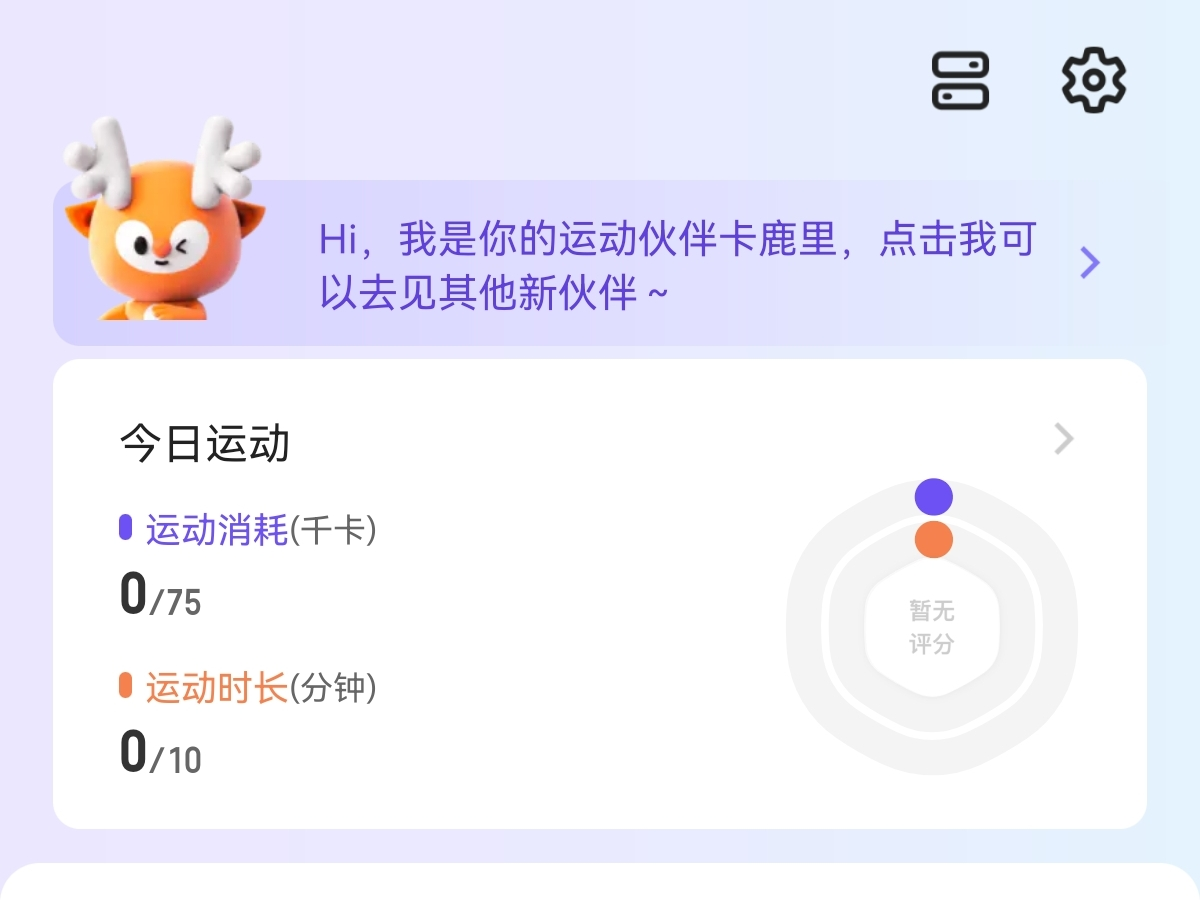 Hi，我是你的运动伙伴卡鹿里，点击我可
以去见其他新伙伴～
今日运动
运动消耗(千卡)
0/75
运动时长(分钟)
0/10
暂无
评分